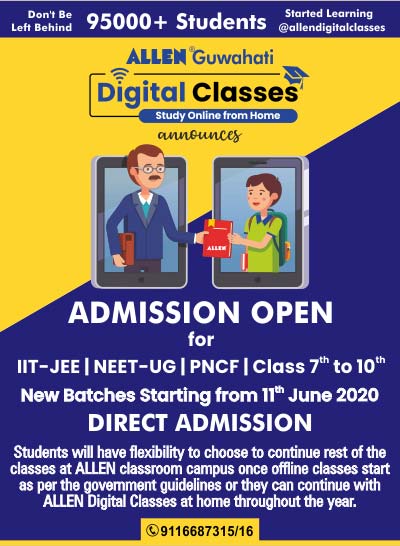 Don't Be
Left Behind
95000+ Students
Started Learning
@allendigitalclasses
ALLEN®Guwahati
Digital Classes
Study Online from Home
announces
ALLEN
ADMISSION OPEN
for
IIT-JEE | NEET-UG | PNCF | Class 7th to 10th
New Batches Starting from 11th June 2020
DIRECT ADMISSION
Students will have flexibility to choose to continue rest of the
classes at ALLEN classroom campus once offline classes start
as per the government guidelines or they can continue with
ALLEN Digital Classes at home throughout the year.
9116687315/16